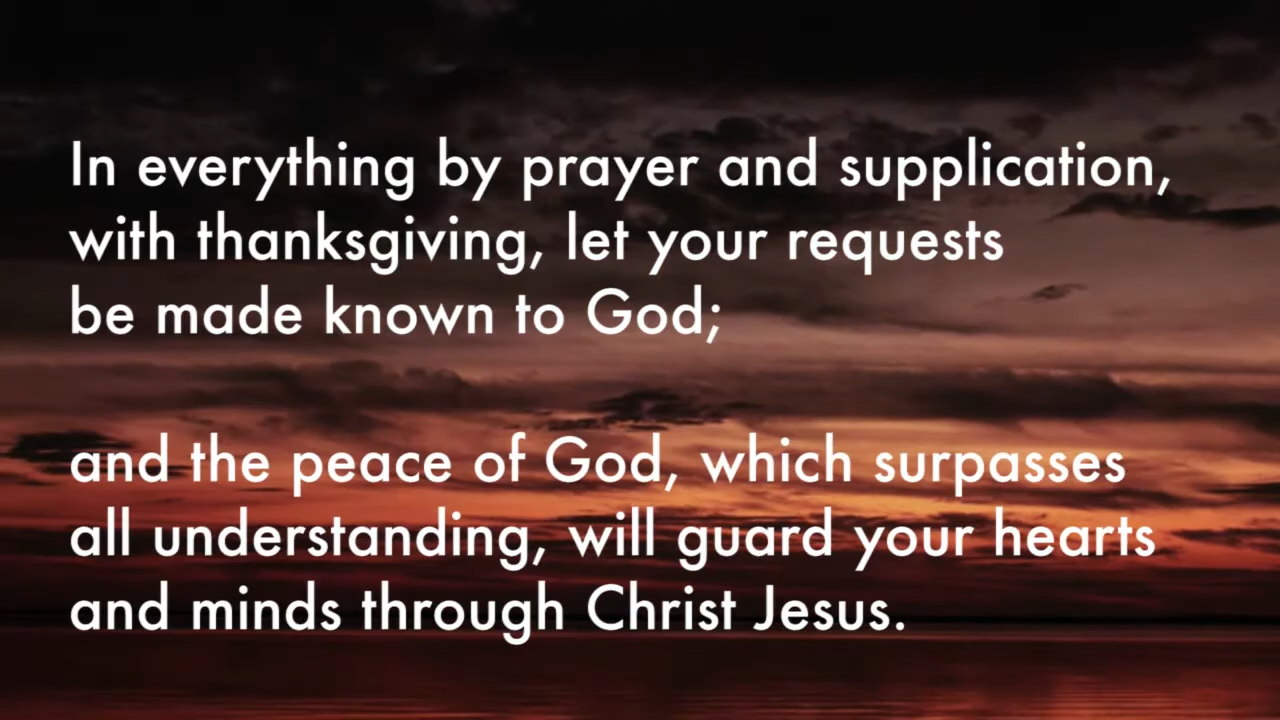 In everything by prayer and supplication,
with thanksgiving, let your requests
be made known to God;
and the peace of God, which surpasses
all understanding, will guard your hearts
and minds through Christ Jesus.